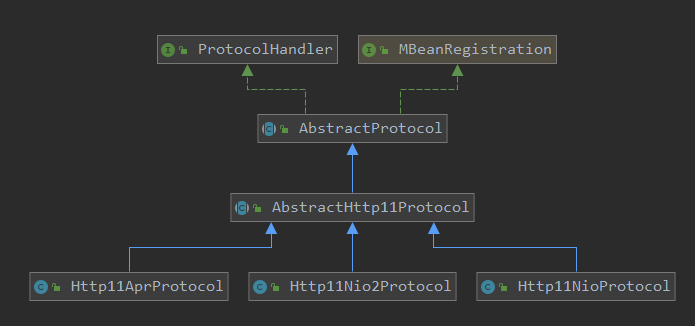 ProtocolHandler
MBeanRegistration
AbstractProtocol
AbstractHttp11Protocol
Http11AprProtocol
Http11Nio2Protocol
Http11NioProtocol